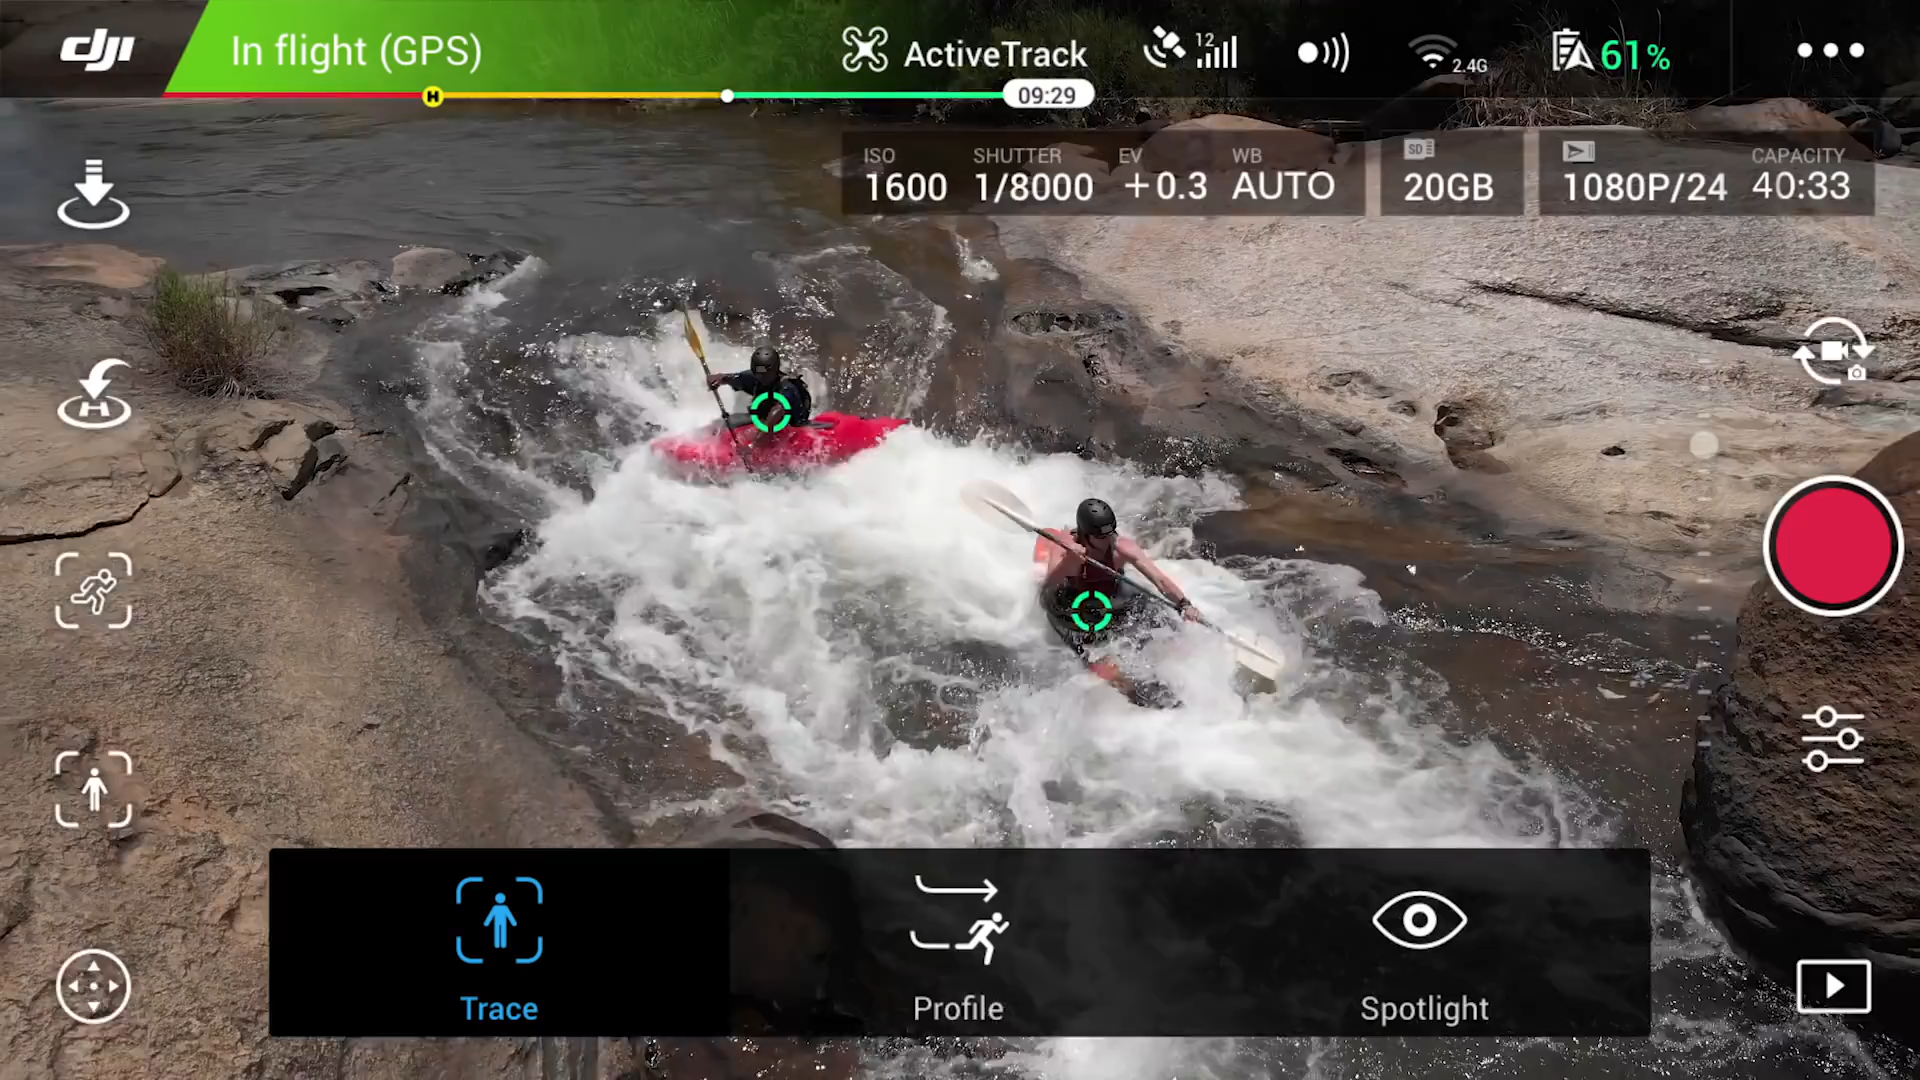 dji
In flight (GPS)
ActiveTrack
12
2.4G
61%
H
09:29
ISO
1600
SHUTTER
1/8000
EV
+0.3
WB
AUTO
SD
20GB
1080P/24
CAPACITY
40:33
H
Trace
Profile
Spotlight